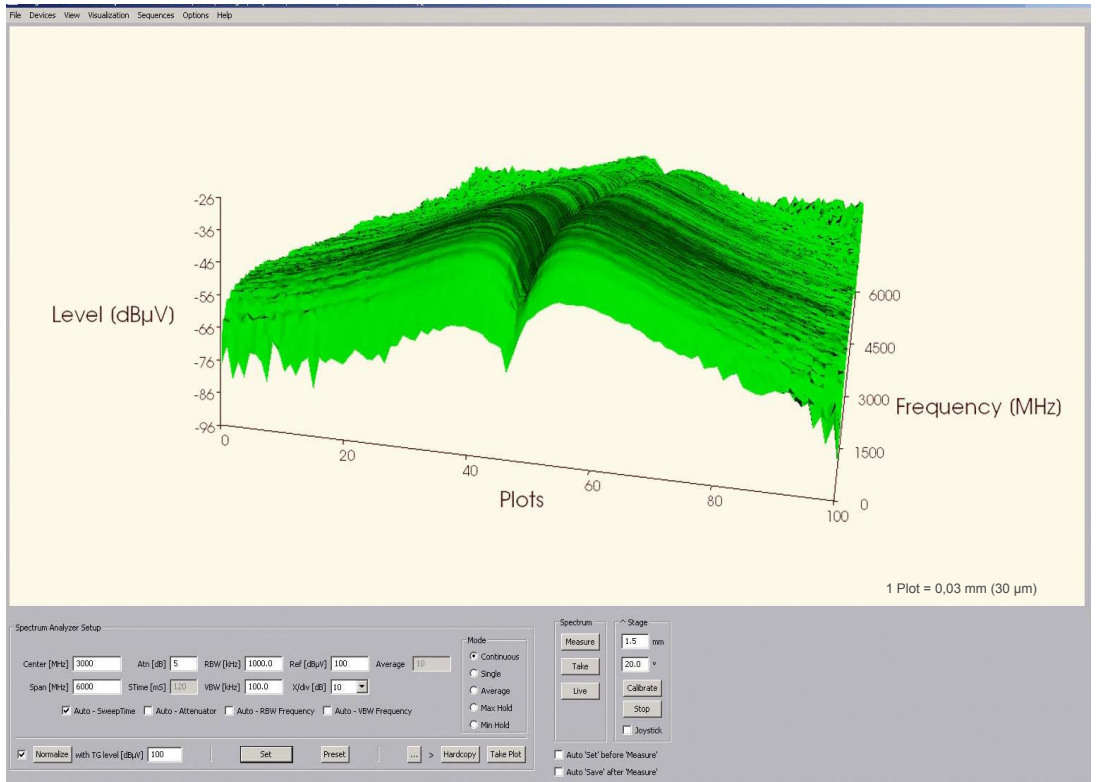 File Devices View Visualization Sequences Options Help
-26
-36
-46
-56
Level (dBµV)
-66
-76
-86
-96
0
20
40
60
80
100
Plots
6000
4500
3000
Frequency (MHz)
1500
0
1 Plot = 0,03 mm (30 µm)
Spectrum Analyzer Setup
Center [MHz] 3000 Atn [dB] 5 RBW [kHz] 1000.0 Ref [dBµV] 100 Average 10
Span [MHz] 6000 STime [mS] 120 VBW [kHz] 100.0 X/div [dB] 10
Auto - SweepTime Auto - Attenuator Auto - RBW Frequency Auto - VBW Frequency
Mode
Continuous
Single
Average
Max Hold
Min Hold
Normalize with TG level [dBµV] 100 Set Preset ... > Hardcopy Take Plot
Spectrum
Measure
Take
Live
^ Stage
1.5 mm
20.0 °
Calibrate
Stop
Joystick
Auto 'Set' before 'Measure'
Auto 'Save' after 'Measure'